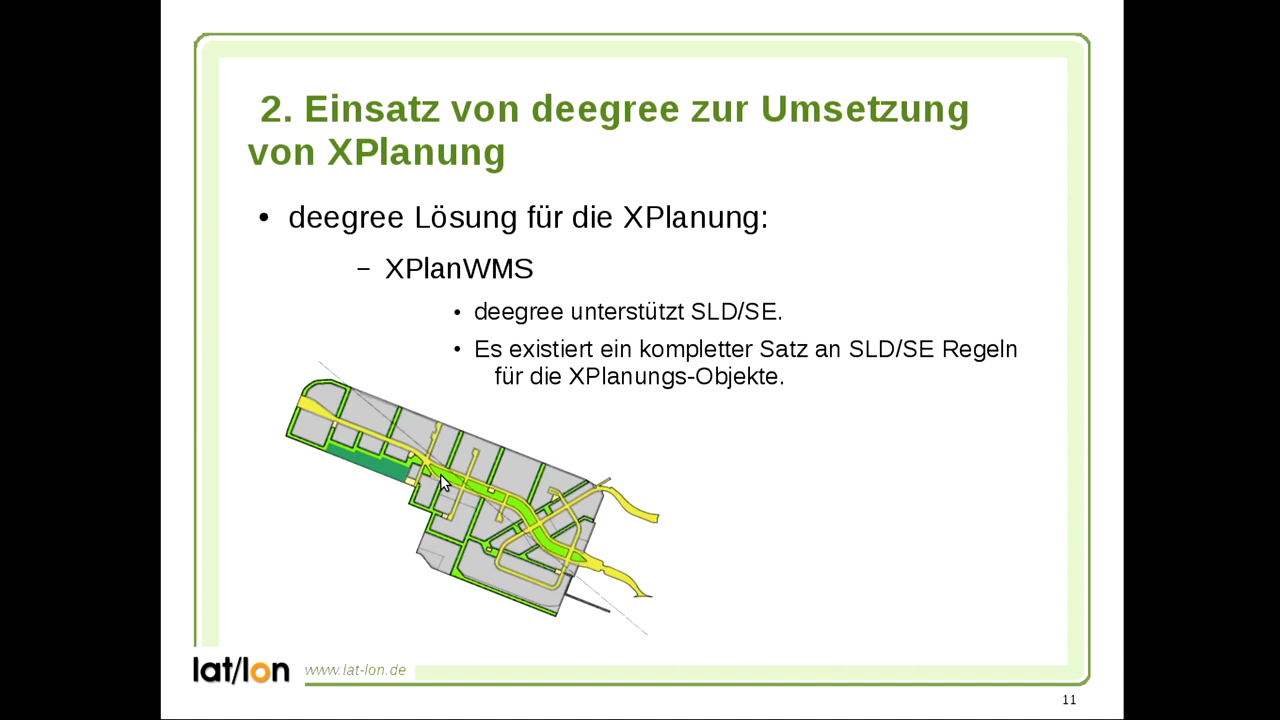 2. Einsatz von deegree zur Umsetzung
von XPlanung
• deegree Lösung für die XPlanung:
– XPlanWMS
• deegree unterstützt SLD/SE.
• Es existiert ein kompletter Satz an SLD/SE Regeln
für die XPlanungs-Objekte.
lat/lon www.lat-lon.de
11